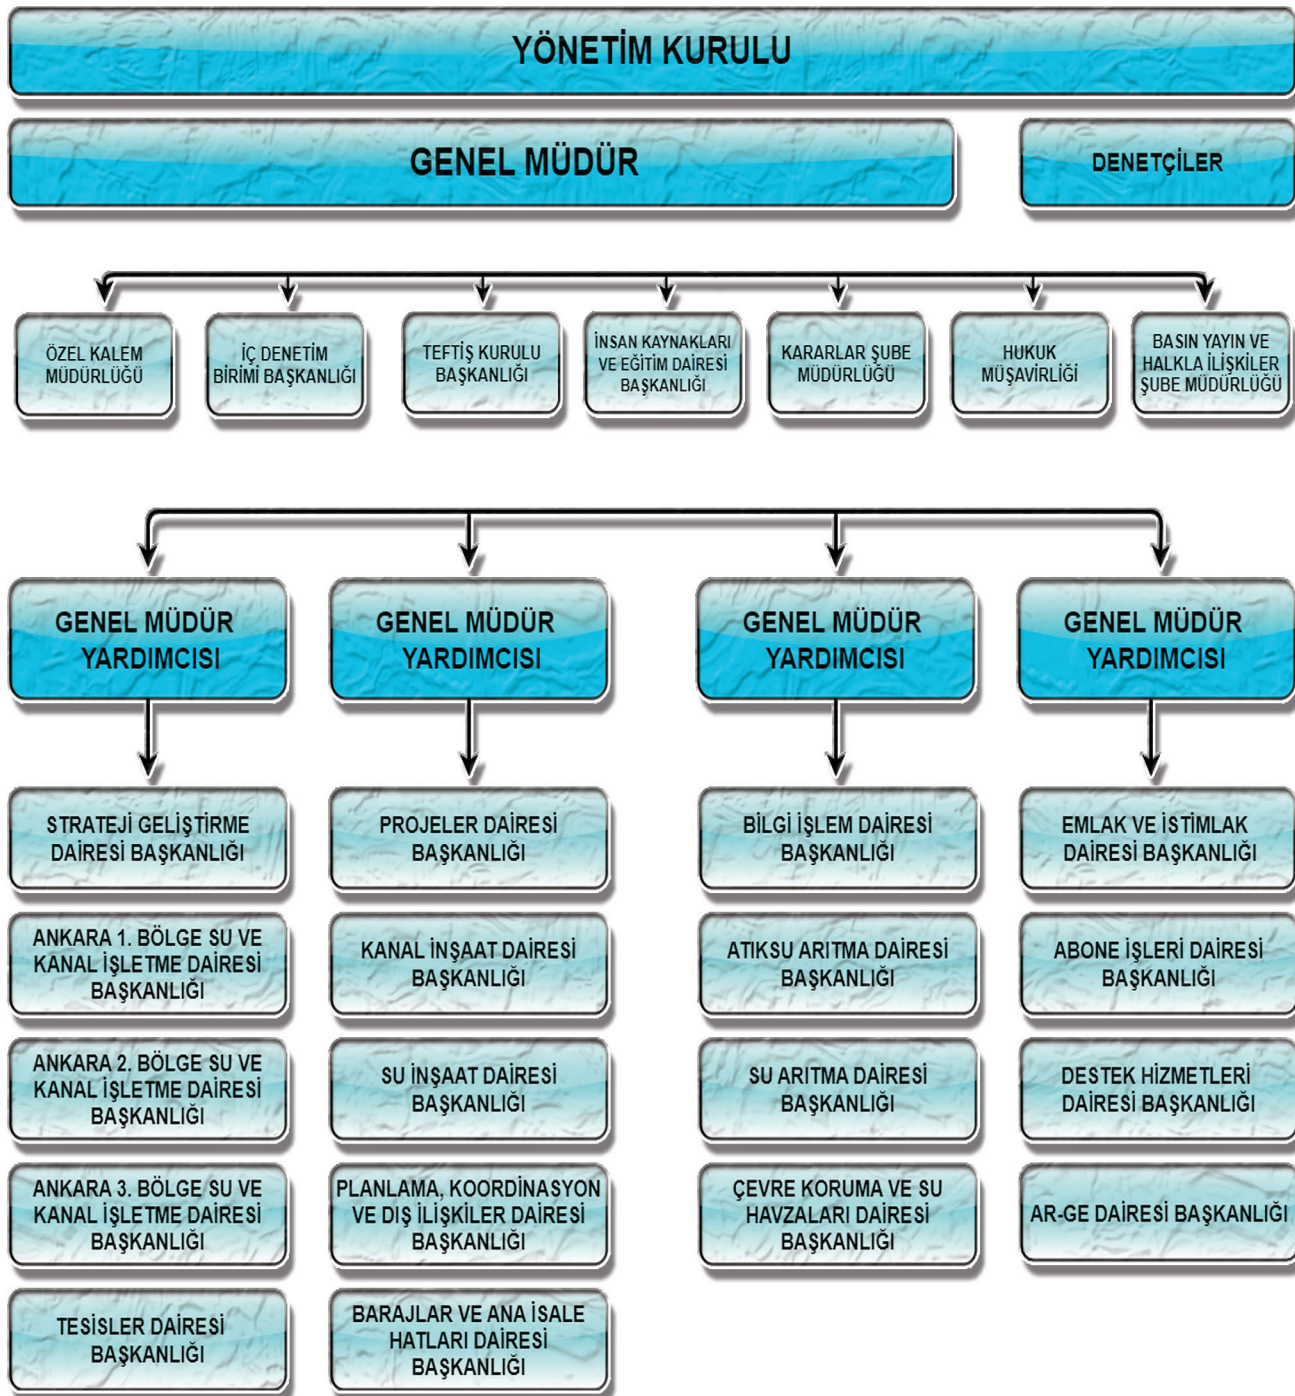 YÖNETİM KURULU
GENEL MÜDÜR
DENETÇİLER
ÖZEL KALEM
MÜDÜRLÜĞÜ
İÇ DENETİM
BİRİMİ BAŞKANLIĞI
TEFTİŞ KURULU
BAŞKANLIĞI
İNSAN KAYNAKLARI
VE EĞİTİM DAİRESİ
BAŞKANLIĞI
KARARLAR ŞUBE
MÜDÜRLÜĞÜ
HUKUK
MÜŞAVİRLİĞİ
BASIN YAYIN VE
HALKLA İLİŞKİLER
ŞUBE MÜDÜRLÜĞÜ
GENEL MÜDÜR
YARDIMCISI
STRATEJİ GELİŞTİRME
DAİRESİ BAŞKANLIĞI
ANKARA 1. BÖLGE SU VE
KANAL İŞLETME DAİRESİ
BAŞKANLIĞI
ANKARA 2. BÖLGE SU VE
KANAL İŞLETME DAİRESİ
BAŞKANLIĞI
ANKARA 3. BÖLGE SU VE
KANAL İŞLETME DAİRESİ
BAŞKANLIĞI
TESİSLER DAİRESİ
BAŞKANLIĞI
GENEL MÜDÜR
YARDIMCISI
PROJELER DAİRESİ
BAŞKANLIĞI
KANAL İNŞAAT DAİRESİ
BAŞKANLIĞI
SU İNŞAAT DAİRESİ
BAŞKANLIĞI
PLANLAMA, KOORDİNASYON
VE DIŞ İLİŞKİLER DAİRESİ
BAŞKANLIĞI
BARAJLAR VE ANA İSALE
HATLARI DAİRESİ
BAŞKANLIĞI
GENEL MÜDÜR
YARDIMCISI
BİLGİ İŞLEM DAİRESİ
BAŞKANLIĞI
ATIKSU ARITMA DAİRESİ
BAŞKANLIĞI
SU ARITMA DAİRESİ
BAŞKANLIĞI
ÇEVRE KORUMA VE SU
HAVZALARI DAİRESİ
BAŞKANLIĞI
GENEL MÜDÜR
YARDIMCISI
EMLAK VE İSTİMLAK
DAİRESİ BAŞKANLIĞI
ABONE İŞLERİ DAİRESİ
BAŞKANLIĞI
DESTEK HİZMETLERİ
DAİRESİ BAŞKANLIĞI
AR-GE DAİRESİ BAŞKANLIĞI